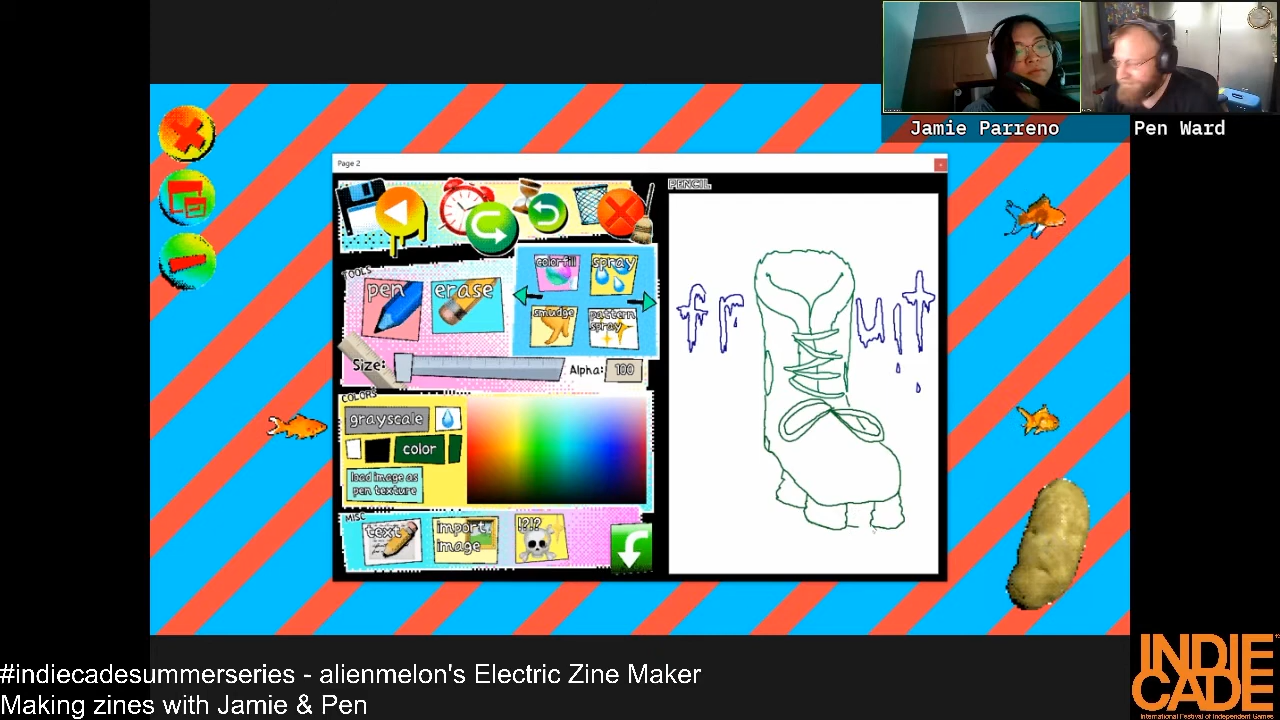 Jamie Parreno
Pen Ward
Page 2
PENCIL
TOOLS
pen
erase
colorfill
spray
smudge
pattern
spray
Size:
Alpha:
100
COLORS
grayscale
color
load image as
pen texture
MISC
text
import
image
!?!?
fr
uit
#indiecadesummerseries - alienmelon's Electric Zine Maker
Making zines with Jamie & Pen
INDIE
CADE
International Festival of Independent Games